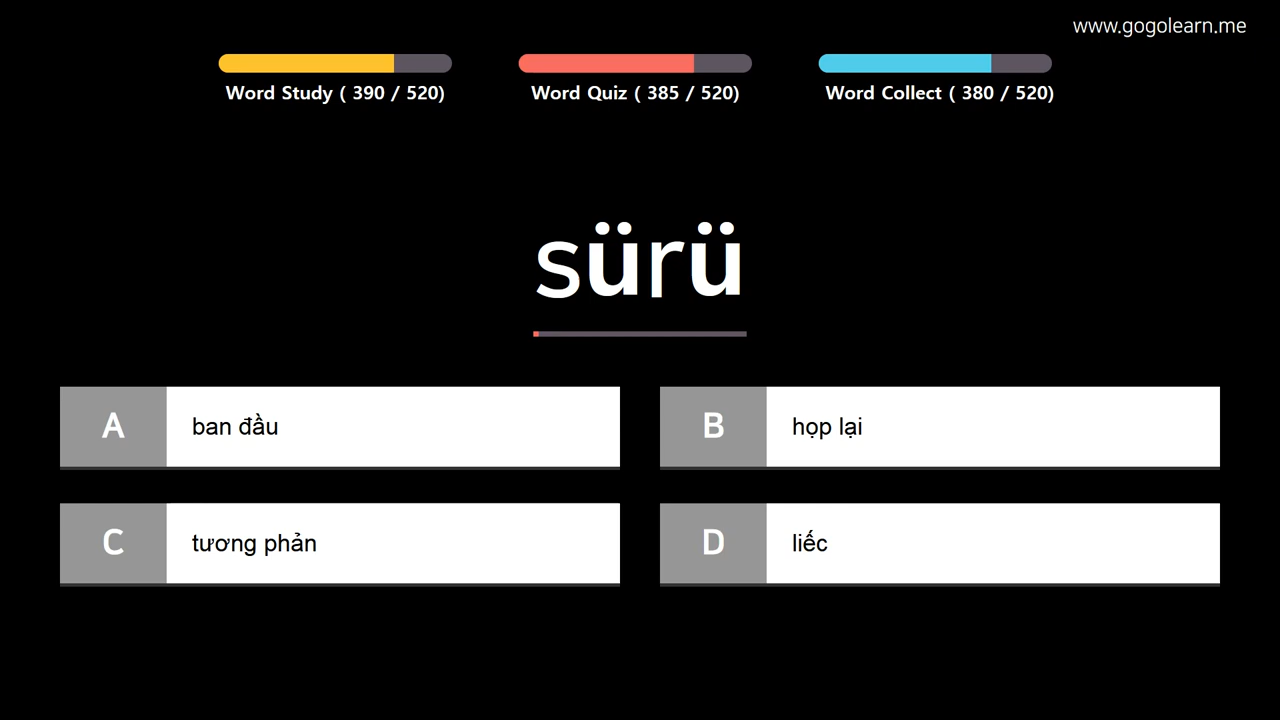 www.gogolearn.me
Word Study ( 390 / 520)
Word Quiz ( 385 / 520)
Word Collect ( 380 / 520)
sürü
A ban đầu
B họp lại
C tương phản
D liếc